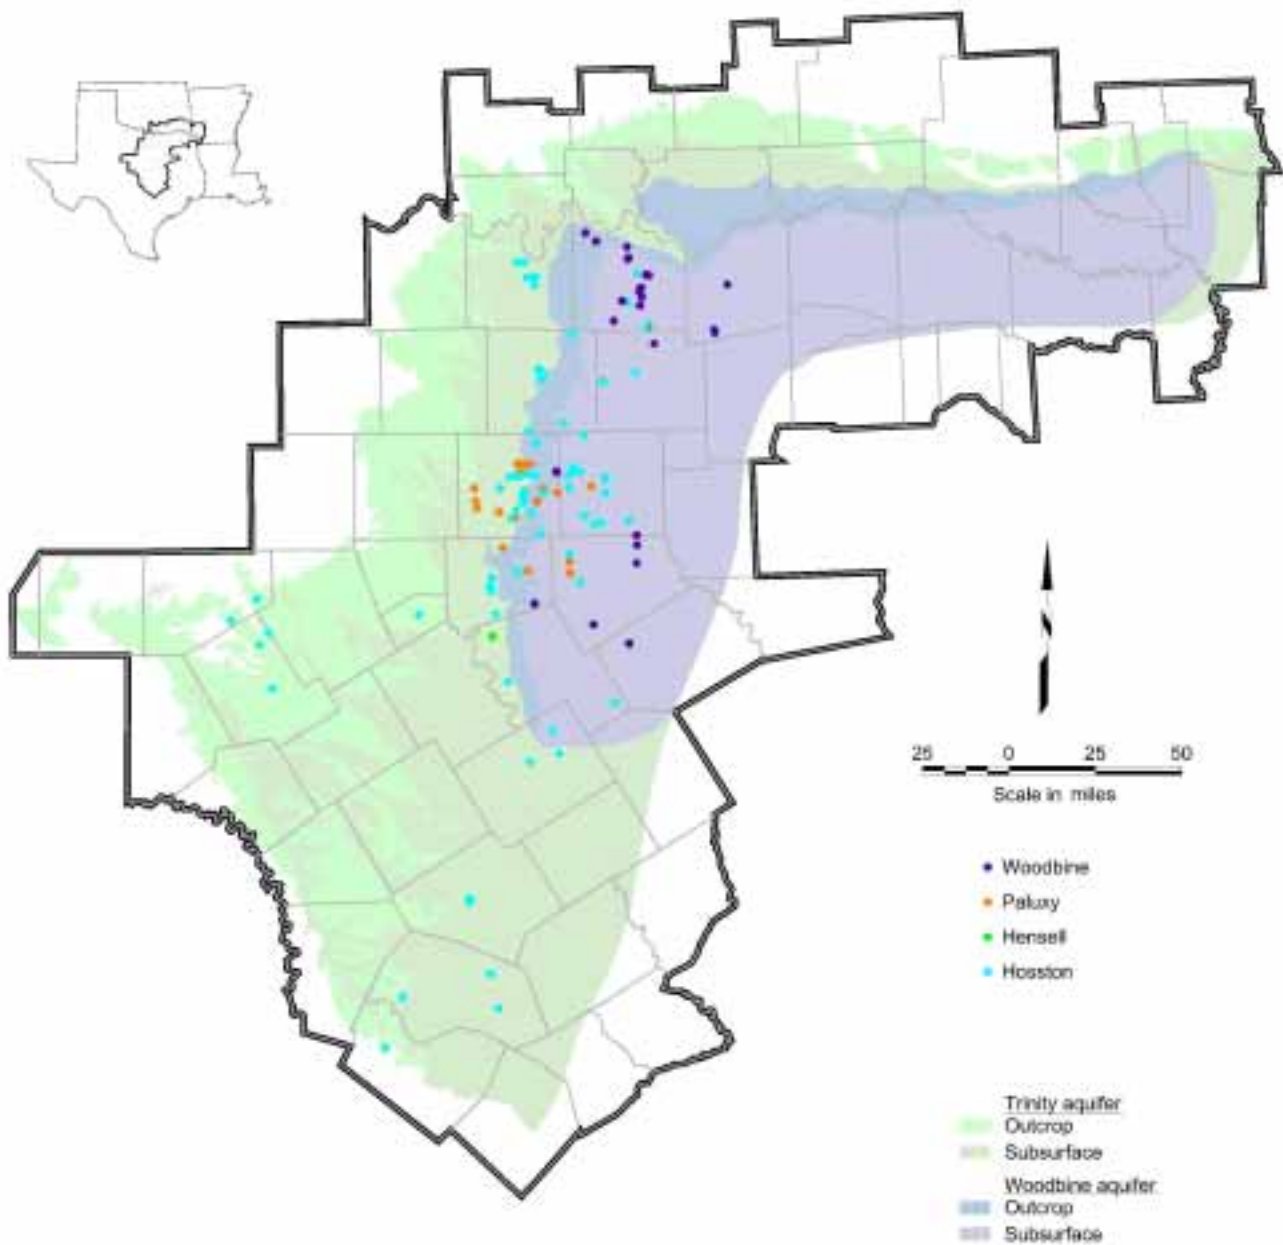 25 0 25 50
Scale in miles
Woodbine
Paluxy
Hensell
Hosston
Trinity aquifer
Outcrop
Subsurface
Woodbine aquifer
Outcrop
Subsurface